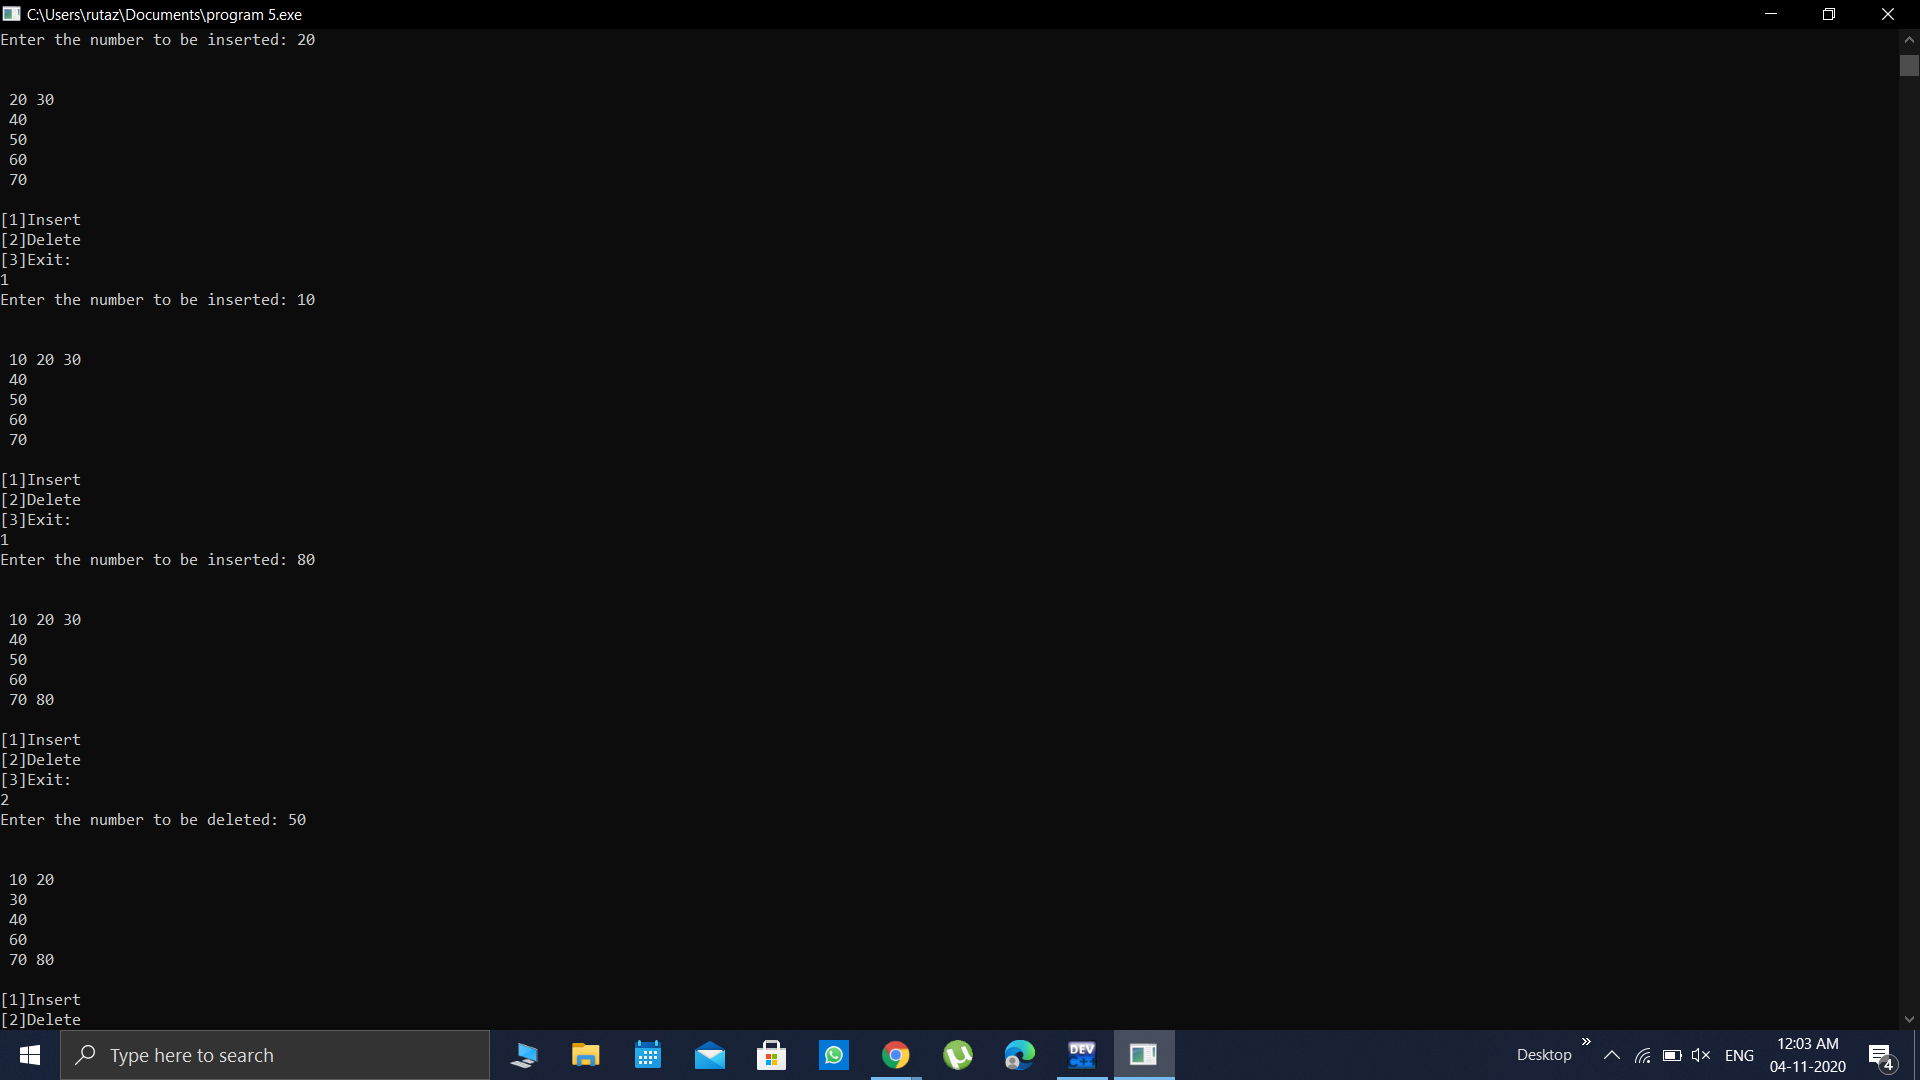 C:\Users\rutaz\Documents\program 5.exe
Enter the number to be inserted: 20
20 30
40
50
60
70
[1]Insert
[2]Delete
[3]Exit:
1
Enter the number to be inserted: 10
10 20 30
40
50
60
70
[1]Insert
[2]Delete
[3]Exit:
1
Enter the number to be inserted: 80
10 20 30
40
50
60
70 80
[1]Insert
[2]Delete
[3]Exit:
2
Enter the number to be deleted: 50
10 20
30
40
60
70 80
[1]Insert
[2]Delete
Type here to search
DEV
C++
Desktop
ENG
12:03 AM
04-11-2020
4